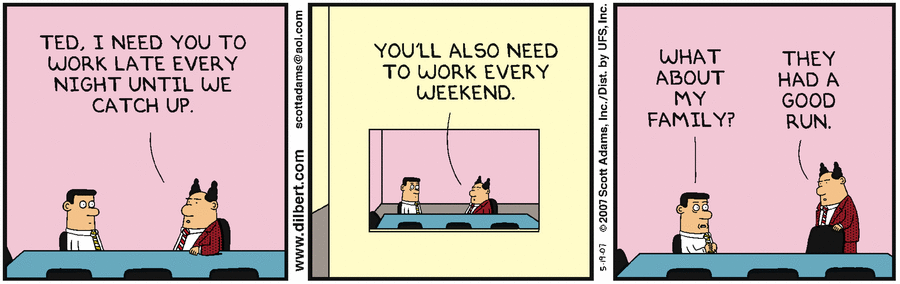 TED, I NEED YOU TO
WORK LATE EVERY
NIGHT UNTIL WE
CATCH UP.
www.dilbert.com
scottadams@aol.com
YOU'LL ALSO NEED
TO WORK EVERY
WEEKEND.
5-19-07
©2007 Scott Adams, Inc./Dist. by UFS, Inc.
WHAT
ABOUT
MY
FAMILY?
THEY
HAD A
GOOD
RUN.